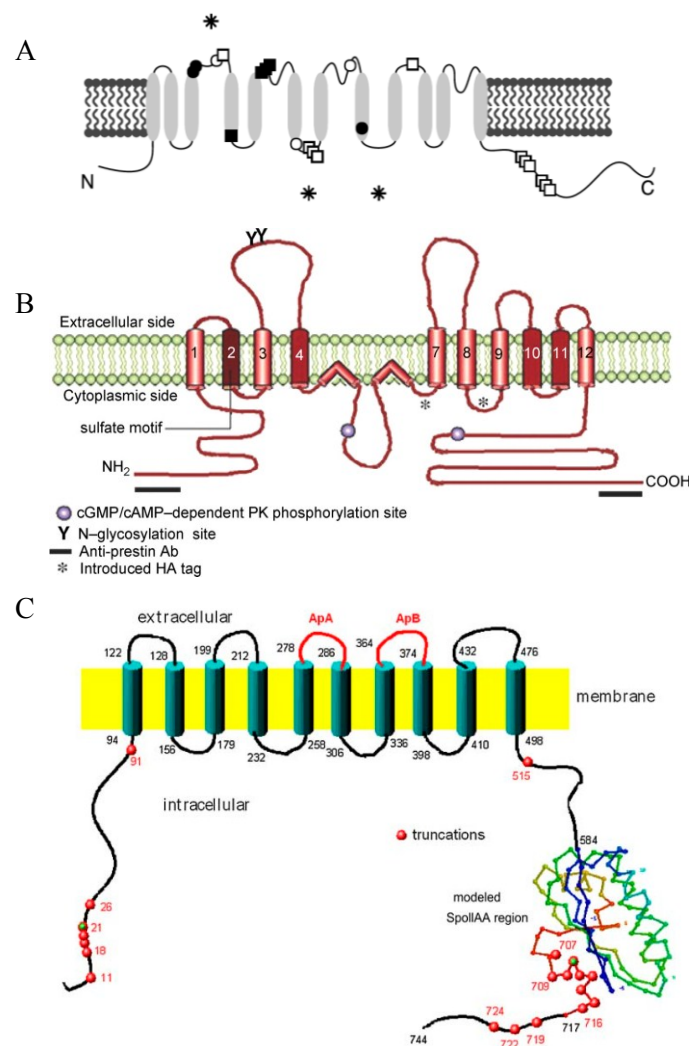 A
N
C
B
YY
Extracellular side
1 2 3 4 7 8 9 10 11 12
Cytoplasmic side
*
*
sulfate motif
NH2
COOH
cGMP/cAMP–dependent PK phosphorylation site
Y N–glycosylation site
Anti-prestin Ab
* Introduced HA tag
C
extracellular
ApA
ApB
122 128 199 212 278 286 364 374 432 476
membrane
94 156 179 232 258 306 336 398 410 498
91
515
intracellular
truncations
584
modeled
SpoIIAA region
26
21
18
11
707
709
724
722
719
717
716
744